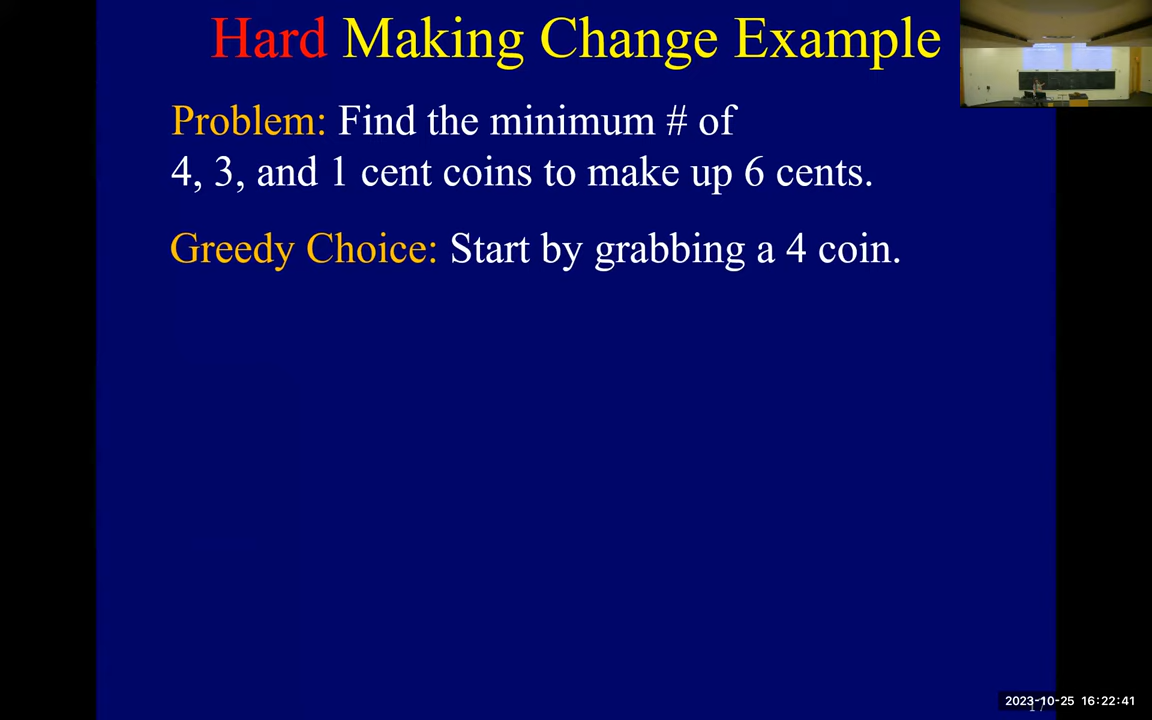 Hard Making Change Example
Problem: Find the minimum # of
4, 3, and 1 cent coins to make up 6 cents.
Greedy Choice: Start by grabbing a 4 coin.
2023-10-25 16:22:41
17